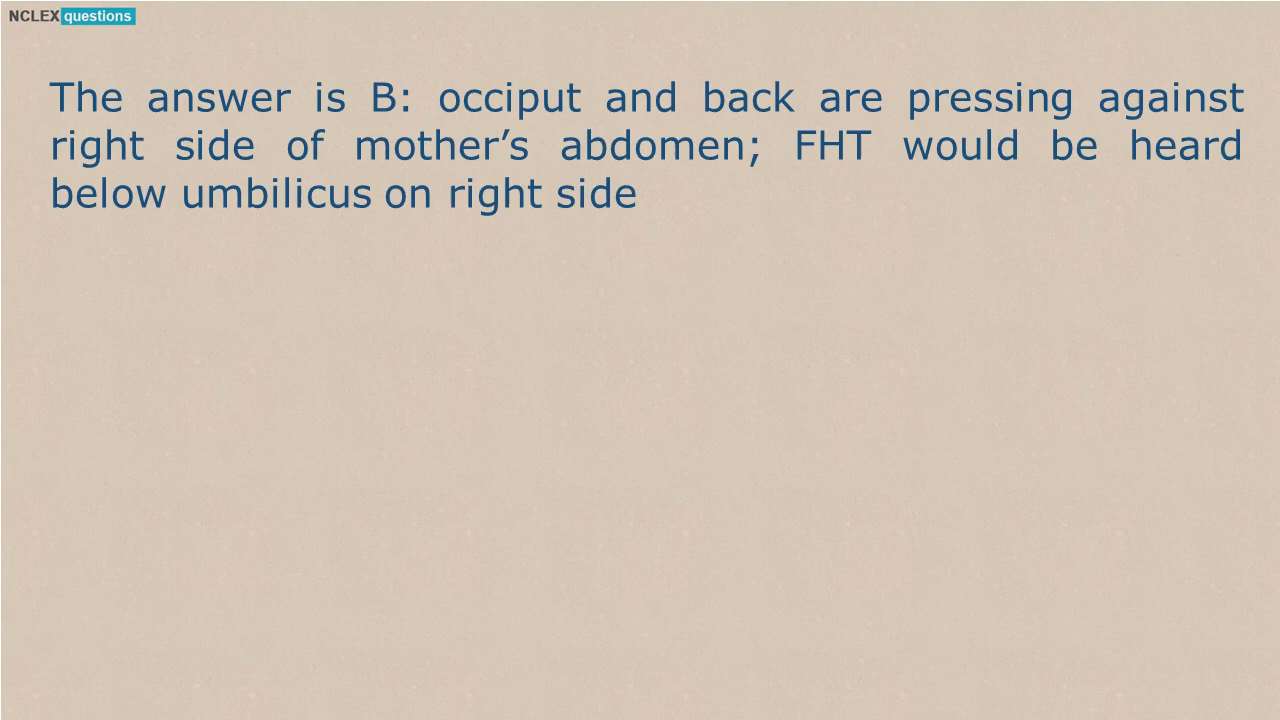 NCLEX questions
The answer is B: occiput and back are pressing against
right side of mother’s abdomen; FHT would be heard
below umbilicus on right side